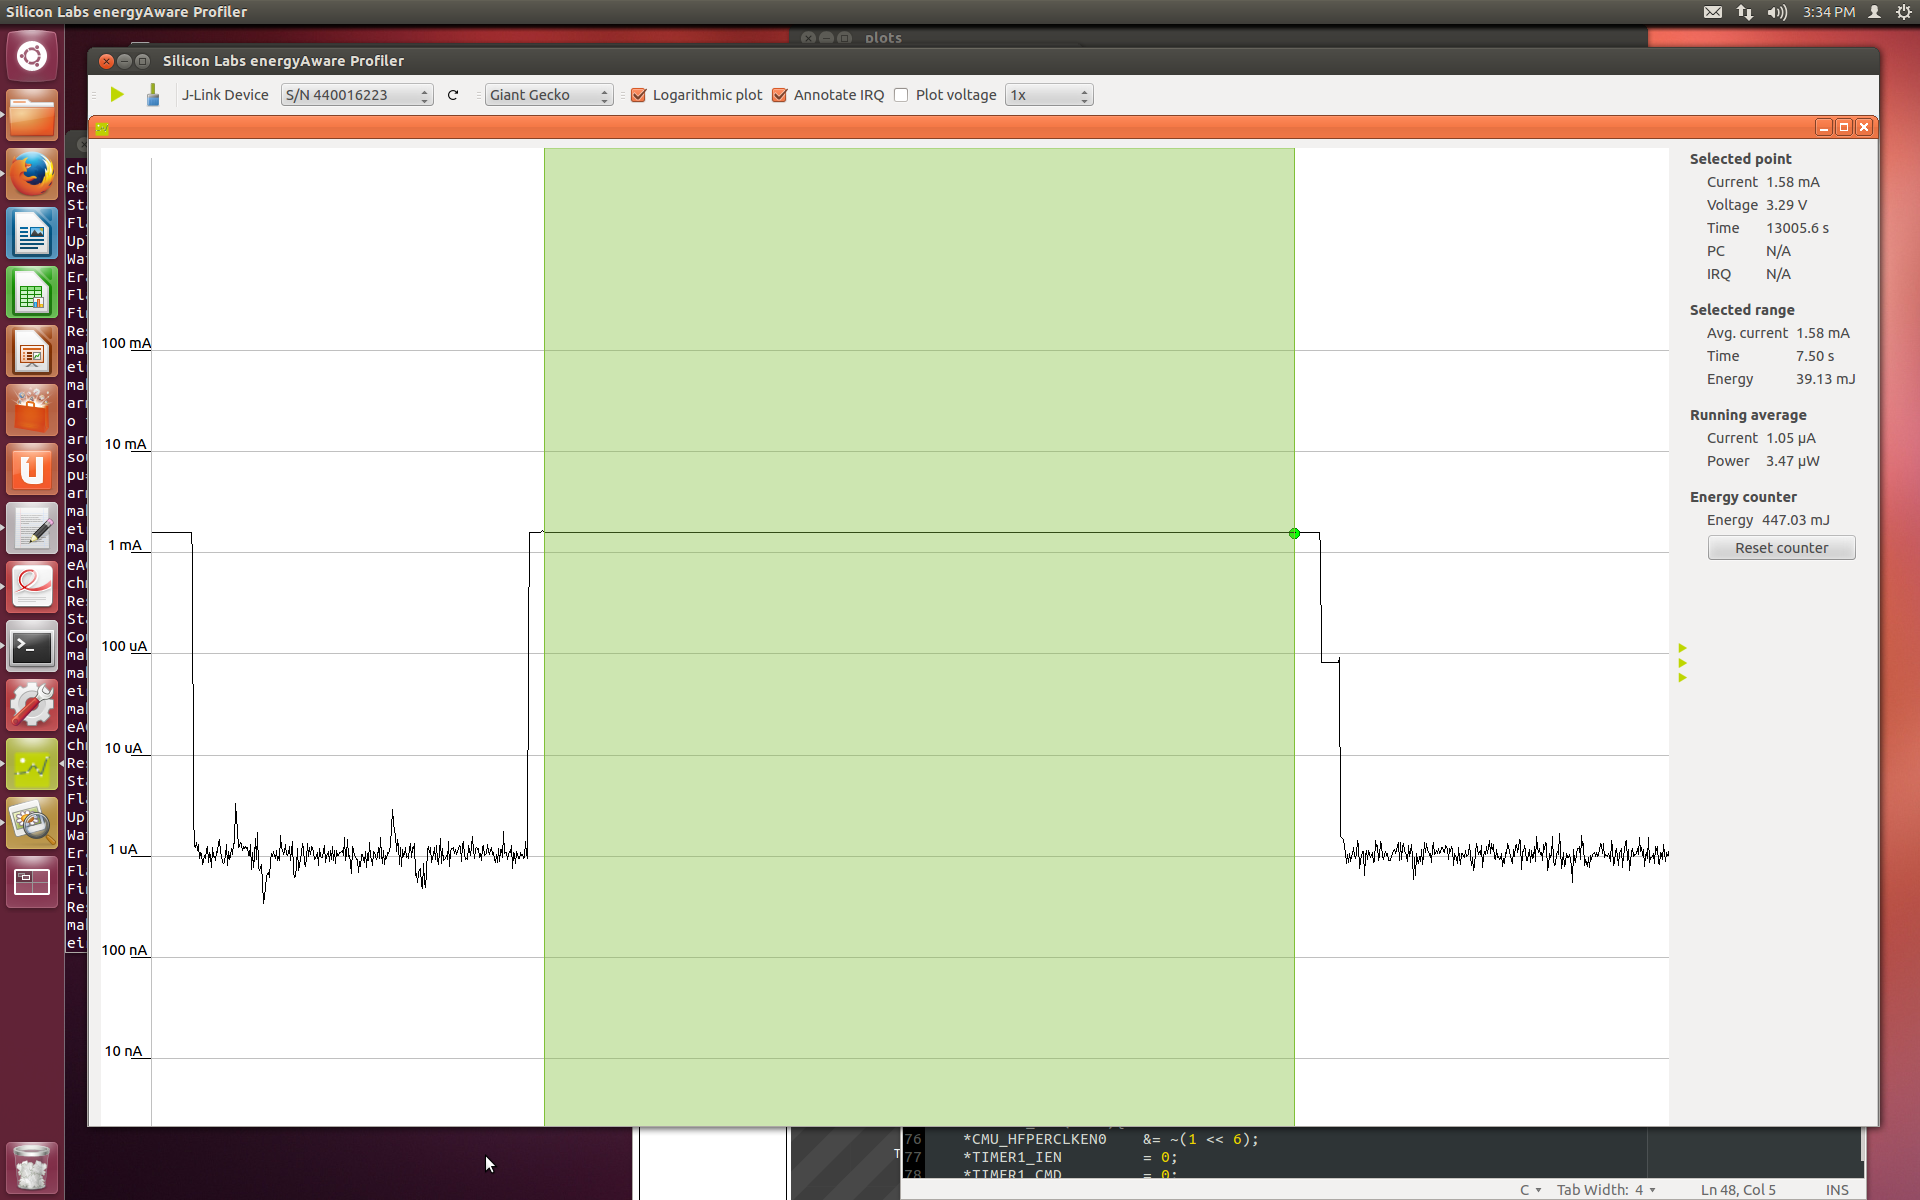 Silicon Labs energyAware Profiler
3:34 PM
plots
Silicon Labs energyAware Profiler
J-Link Device S/N 440016223 Giant Gecko Logarithmic plot Annotate IRQ Plot voltage 1x
100 mA
10 mA
1 mA
100 uA
10 uA
1 uA
100 nA
10 nA
Selected point
Current 1.58 mA
Voltage 3.29 V
Time 13005.6 s
PC N/A
IRQ N/A
Selected range
Avg. current 1.58 mA
Time 7.50 s
Energy 39.13 mJ
Running average
Current 1.05 µA
Power 3.47 µW
Energy counter
Energy 447.03 mJ
Reset counter
ch
Re
St
Fl
Up
Wa
Er
Fl
Fi
Re
ma
ei
ma
ar
o
ar
so
pu
ar
ma
ei
ma
eA
ch
Re
St
Co
ma
ma
ei
ma
eA
ch
Re
St
Fl
Up
Wa
Er
Fl
Fi
Re
ma
ei
76 *CMU_HFPERCLKEN0 &= ~(1 << 6);
77 *TIMER1_IEN = 0;
78 *TIMER1_CMD = 0;
C Tab Width: 4 Ln 48, Col 5 INS